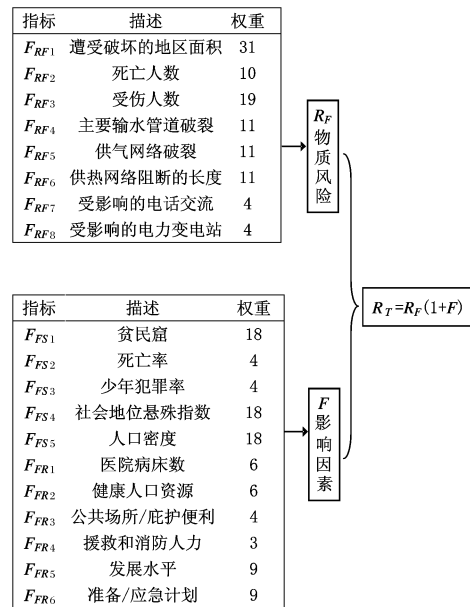 指标 描述 权重
F_RF1 遭受破坏的地区面积 31
F_RF2 死亡人数 10
F_RF3 受伤人数 19
F_RF4 主要输水管道破裂 11
F_RF5 供气网络破裂 11
F_RF6 供热网络阻断的长度 11
F_RF7 受影响的电话交流 4
F_RF8 受影响的电力变电站 4
R_F物质风险
R_T=R_F(1+F)
指标 描述 权重
F_FS1 贫民窟 18
F_FS2 死亡率 4
F_FS3 少年犯罪率 4
F_FS4 社会地位悬殊指数 18
F_FS5 人口密度 18
F_FR1 医院病床数 6
F_FR2 健康人口资源 6
F_FR3 公共场所/庇护便利 4
F_FR4 援救和消防人力 3
F_FR5 发展水平 9
F_FR6 准备/应急计划 9
F影响因素